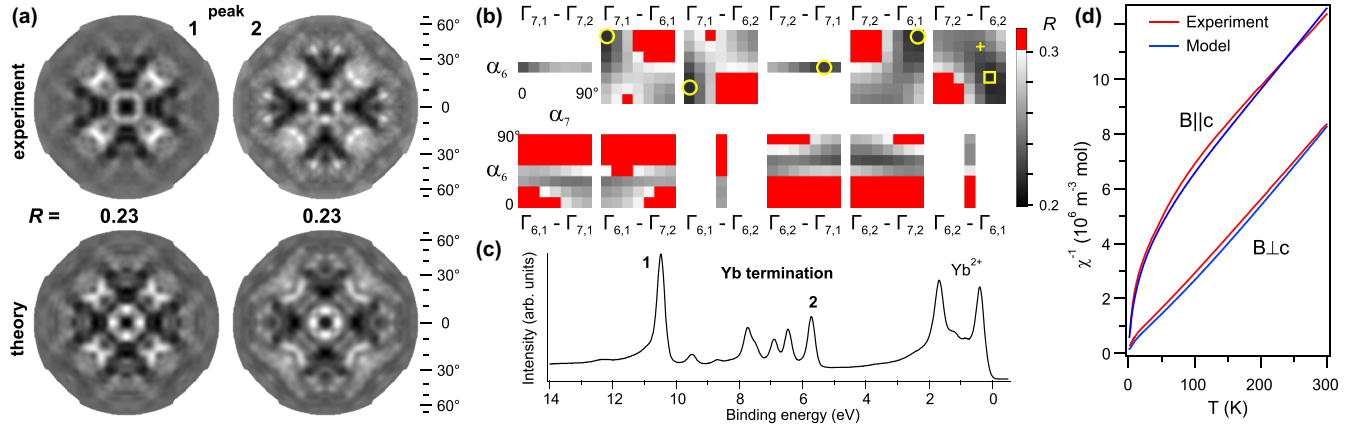 (a)
peak
1
2
experiment
60°
30°
0
30°
60°
R =
0.23
0.23
theory
60°
30°
0
30°
60°
(b)
Γ7,1 - Γ7,2 Γ7,1 - Γ6,1 Γ7,1 - Γ6,2 Γ7,2 - Γ7,1 Γ7,2 - Γ6,1 Γ7,2 - Γ6,2
R
0.3
0.2
α6
0 90°
α7
90°
α6
0
Γ6,1 - Γ7,1 Γ6,1 - Γ7,2 Γ6,1 - Γ6,2 Γ6,2 - Γ7,1 Γ6,2 - Γ7,2 Γ6,2 - Γ6,1
(c)
Yb termination
1
2
Yb2+
Intensity (arb. units)
14 12 10 8 6 4 2 0
Binding energy (eV)
(d)
Experiment
Model
B||c
B⊥c
χ-1 (10^6 m-3 mol)
10
8
6
4
2
0
0 100 200 300
T (K)